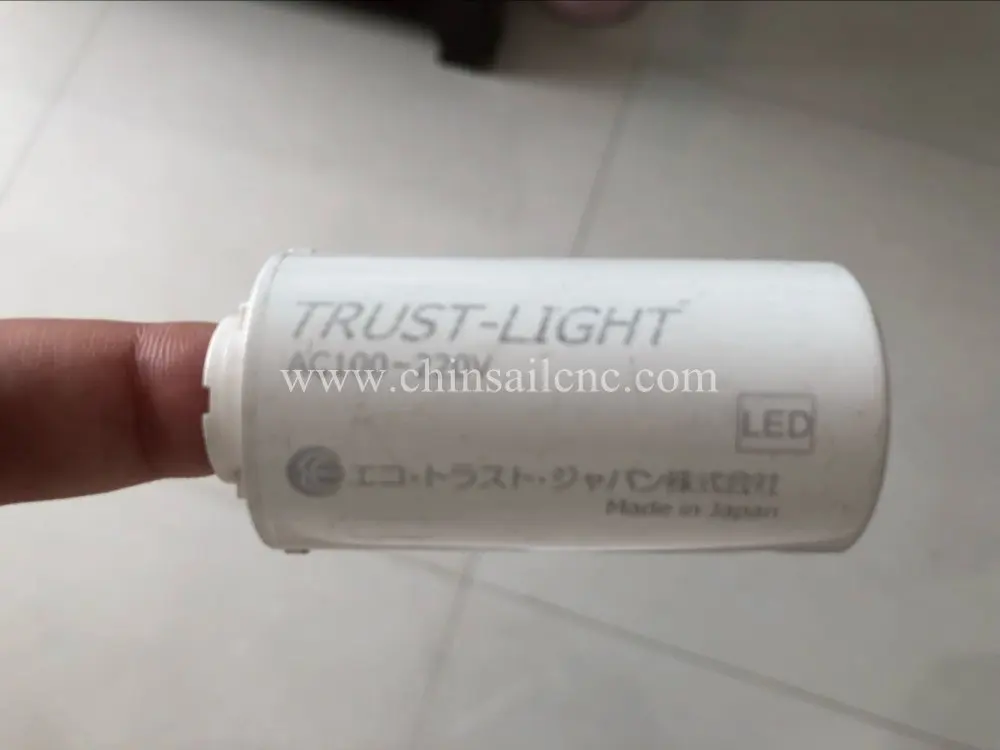 TRUST-LIGHT
AC100~220V
www.chinsailcnc.com
LED
エコ・トラスト・ジャパン株式会社
Made in Japan